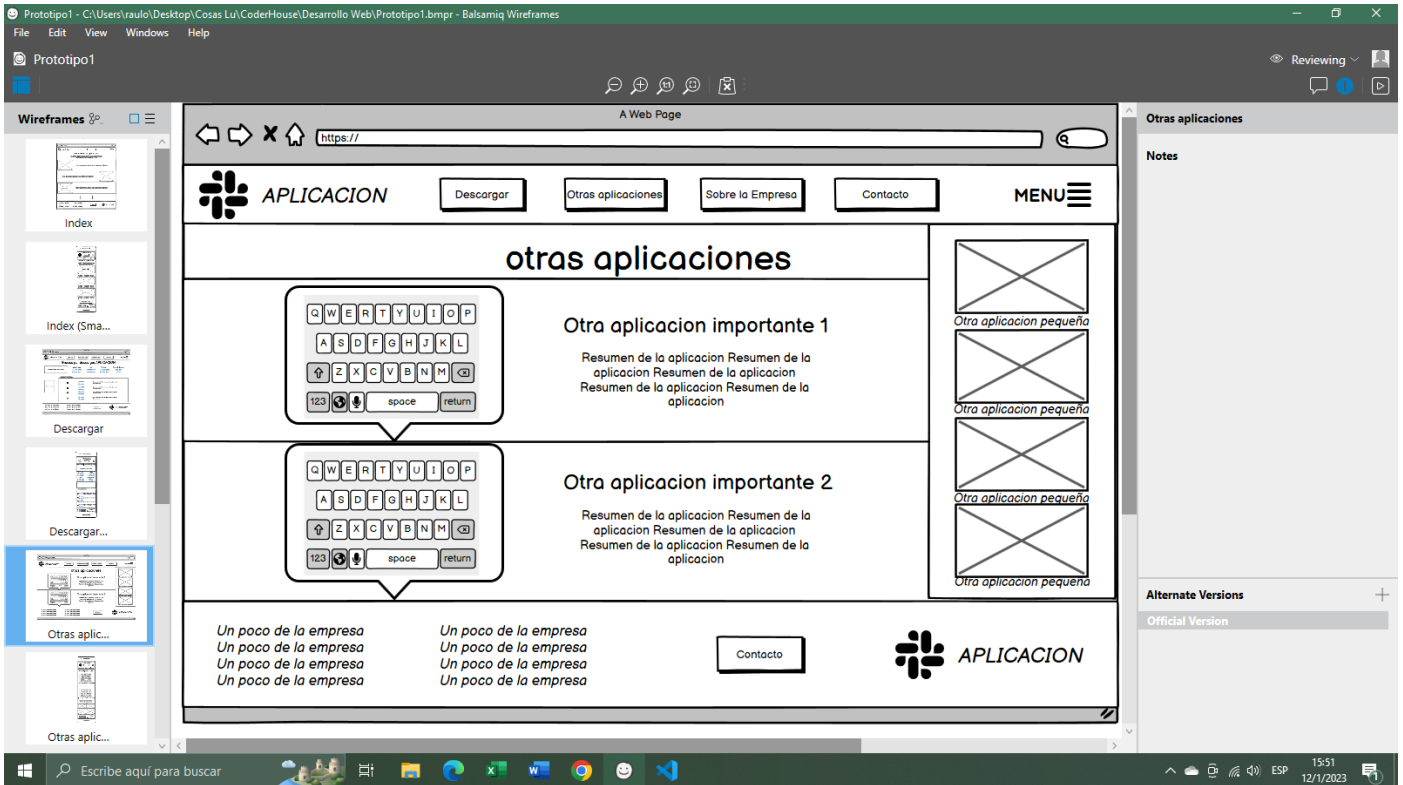 Prototipo1 - C:\Users\raulo\Desktop\Cosas Lu\CoderHouse\Desarrollo Web\Prototipo1.bmpr - Balsamiq Wireframes
File Edit View Windows Help
Prototipo1
Reviewing
Wireframes
Index
Index (Sma...
Descargar
Descargar...
Otras aplic...
Otras aplic...
A Web Page
https://
APLICACION
Descargar
Otras aplicaciones
Sobre la Empresa
Contacto
MENU
otras aplicaciones
Q W E R T Y U I O P
A S D F G H J K L
Z X C V B N M
123 space return
Otra aplicacion importante 1
Resumen de la aplicacion Resumen de la
aplicacion Resumen de la aplicacion
Resumen de la aplicacion Resumen de la
aplicacion
Q W E R T Y U I O P
A S D F G H J K L
Z X C V B N M
123 space return
Otra aplicacion importante 2
Resumen de la aplicacion Resumen de la
aplicacion Resumen de la aplicacion
Resumen de la aplicacion Resumen de la
aplicacion
Otra aplicacion pequeña
Otra aplicacion pequeña
Otra aplicacion pequeña
Otra aplicacion pequeña
Un poco de la empresa
Un poco de la empresa
Un poco de la empresa
Un poco de la empresa
Un poco de la empresa
Un poco de la empresa
Un poco de la empresa
Un poco de la empresa
Contacto
APLICACION
Otras aplicaciones
Notes
Alternate Versions
Official Version
Escribe aquí para buscar
ESP
15:51
12/1/2023